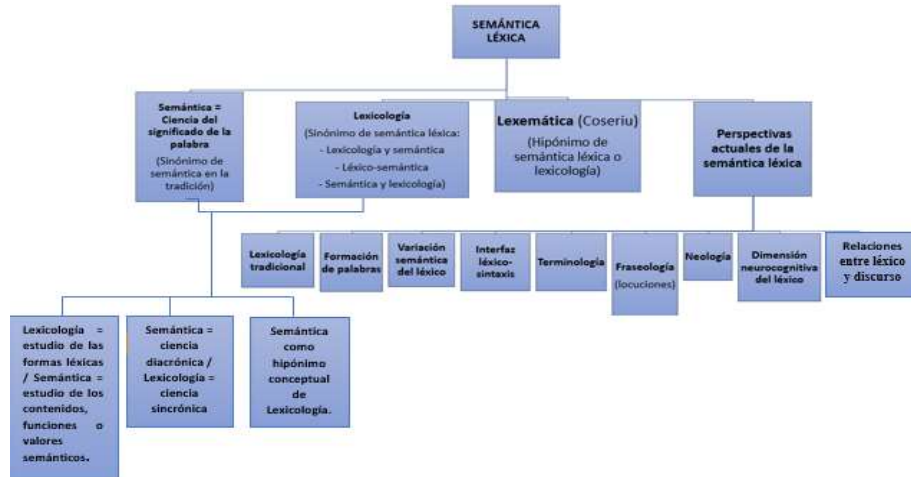 SEMÁNTICA
LÉXICA
Semántica =
Ciencia del
significado de la
palabra
(Sinónimo de
semántica en la
tradición)
Lexicología
(Sinónimo de semántica léxica:
- Lexicología y semántica
- Léxico-semántica
- Semántica y lexicología)
Lexemática (Coseriu)
(Hipónimo de
semántica léxica o
lexicología)
Perspectivas
actuales de la
semántica léxica
Lexicología
tradicional
Formación
de palabras
Variación
semántica
del léxico
Interfaz
léxico-
sintaxis
Terminología
Fraseología
(locuciones)
Neología
Dimensión
neurocognitiva
del léxico
Relaciones
entre léxico
y discurso
Lexicología =
estudio de las
formas léxicas
/ Semántica =
estudio de los
contenidos,
funciones o
valores
semánticos.
Semántica =
ciencia
diacrónica /
Lexicología =
ciencia
sincrónica
Semántica
como
hipónimo
conceptual
de
Lexicología.